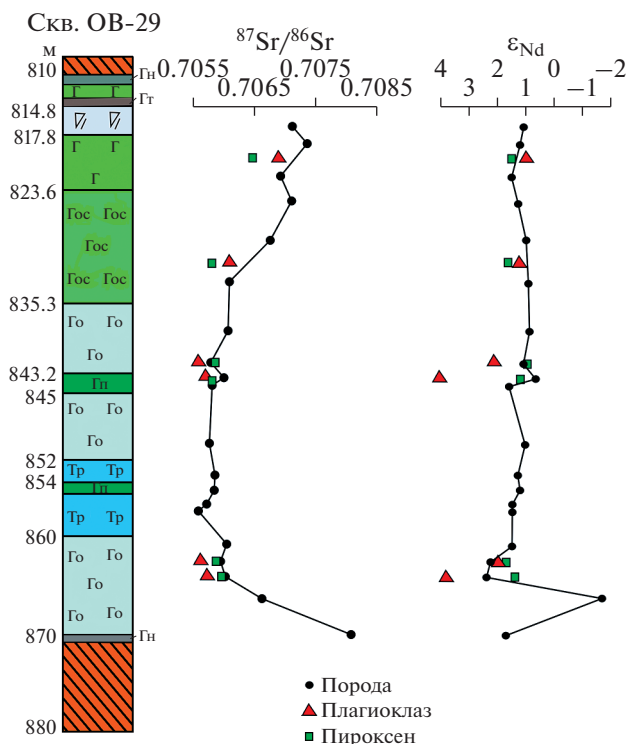 Скв. ОВ-29
м
810
814.8
817.8
823.6
835.3
843.2
845
852
854
860
870
880
Гн
Г Г
Гт
Г Г
Г
Гос Гос
Гос
Гос Гос
Го Го
Го
Гп
Го Го
Го
Тр Тр
Гп
Тр Тр
Го Го
Го
Го Го
Гн
87Sr/86Sr
0.7055 0.7075
0.7065 0.7085
εNd
4 2 0 −2
3 1 −1
Порода
Плагиоклаз
Пироксен